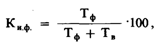 Кн.ф. = Тф / (Тф + Тв) · 100,